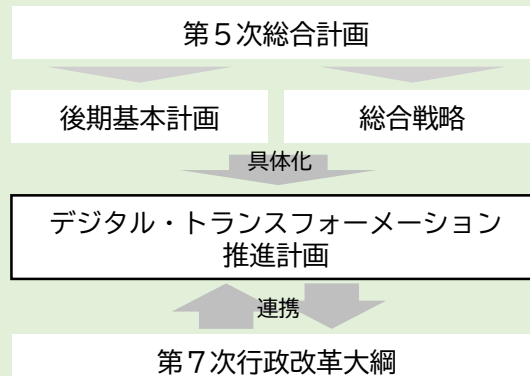 第５次総合計画
後期基本計画
総合戦略
具体化
デジタル・トランスフォーメーション
推進計画
連携
第７次行政改革大綱